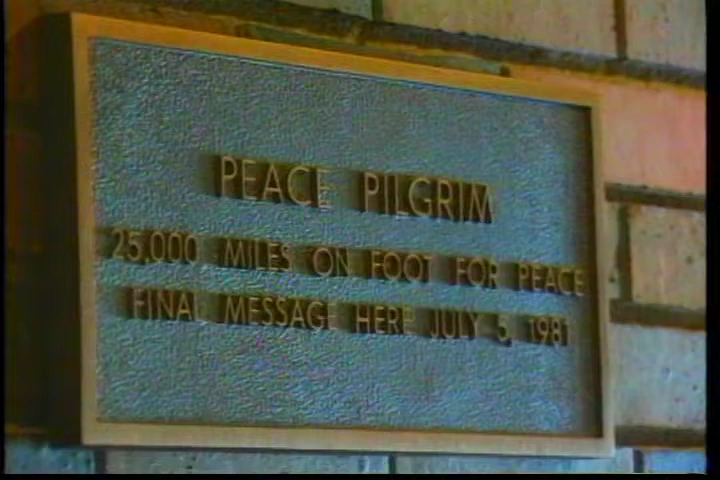 PEACE PILGRIM
25,000 MILES ON FOOT FOR PEACE
FINAL MESSAGE HERE JULY 5, 1981